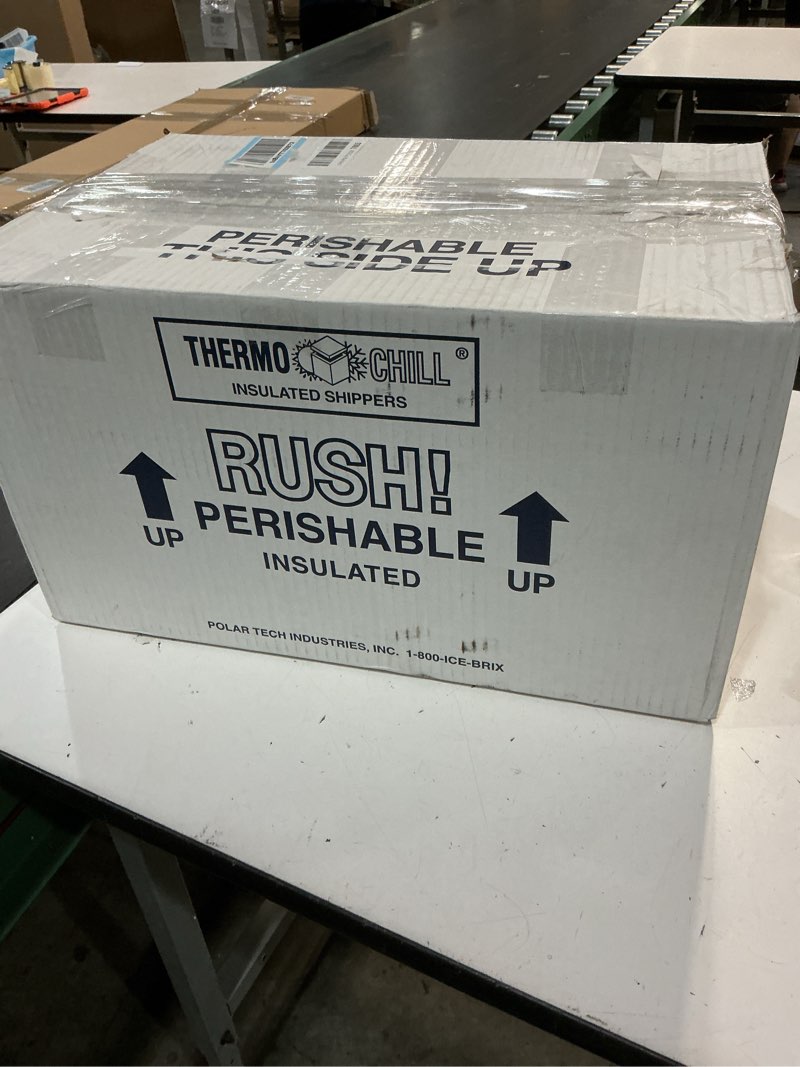 PERISHABLE
THIS SIDE UP
THERMO CHILL®
INSULATED SHIPPERS
RUSH!
PERISHABLE
INSULATED
UP
UP
POLAR TECH INDUSTRIES, INC. 1-800-ICE-BRIX